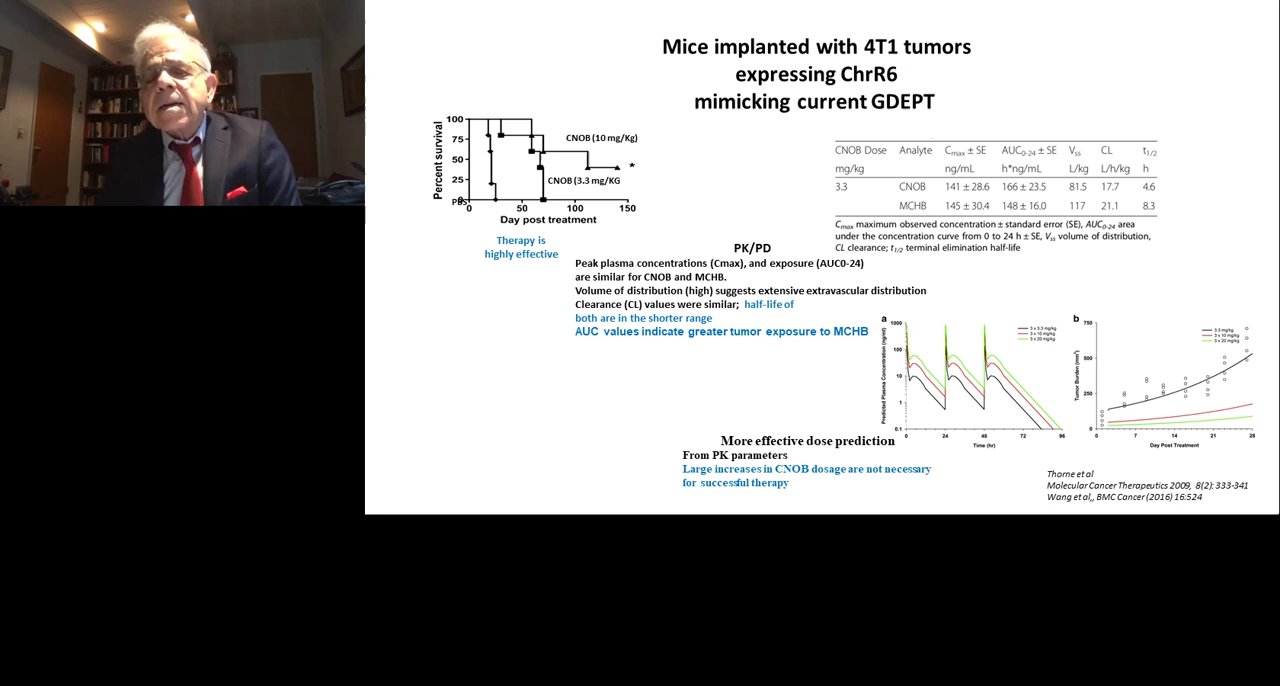 Mice implanted with 4T1 tumors
expressing ChrR6
mimicking current GDEPT
Percent survival
100
75
50
25
0
PBS
CNOB (10 mg/Kg)
*
CNOB (3.3 mg/KG
0 50 100 150
Day post treatment
Therapy is
highly effective
CNOB Dose Analyte Cmax ± SE AUC0-24 ± SE Vss CL t1/2
mg/kg ng/mL h*ng/mL L/kg L/h/kg h
3.3 CNOB 141 ± 28.6 166 ± 23.5 81.5 17.7 4.6
MCHB 145 ± 30.4 148 ± 16.0 117 21.1 8.3
Cmax maximum observed concentration ± standard error (SE), AUC0-24 area
under the concentration curve from 0 to 24 h ± SE, Vss volume of distribution,
CL clearance; t1/2 terminal elimination half-life
PK/PD
Peak plasma concentrations (Cmax), and exposure (AUC0-24)
are similar for CNOB and MCHB.
Volume of distribution (high) suggests extensive extravascular distribution
Clearance (CL) values were similar; half-life of
both are in the shorter range
AUC values indicate greater tumor exposure to MCHB
a
Predicted Plasma Concentration (ng/ml)
1000
100
10
1
0.1
3 x 3.3 mg/kg
3 x 10 mg/kg
3 x 20 mg/kg
0 24 48 72 96
Time (hr)
b
Tumor Burden (mm3)
750
500
250
0
3.3 mg/kg
3 x 10 mg/kg
3 x 20 mg/kg
0 7 14 21 28
Day Post Treatment
More effective dose prediction
From PK parameters
Large increases in CNOB dosage are not necessary
for successful therapy
Thorne et al
Molecular Cancer Therapeutics 2009, 8(2): 333-341
Wang et al,, BMC Cancer (2016) 16:524